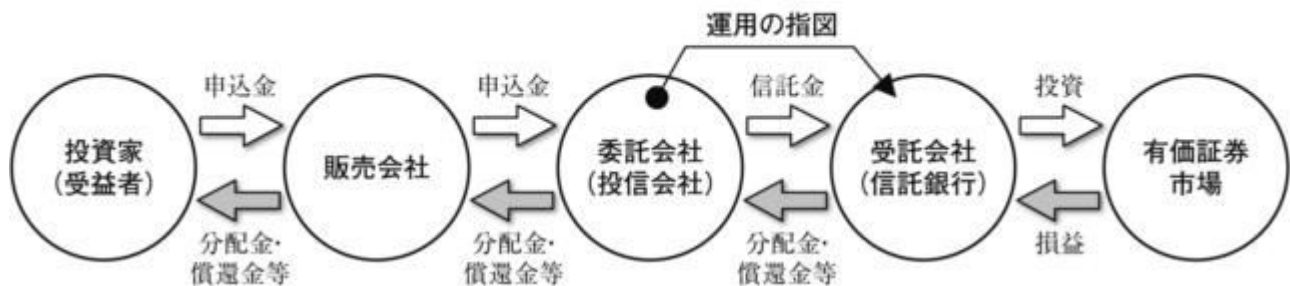 運用の指図
申込金
申込金
信託金
投資
投資家
(受益者)
販売会社
委託会社
(投信会社)
受託会社
(信託銀行)
有価証券
市場
分配金・
償還金等
分配金・
償還金等
分配金・
償還金等
損益